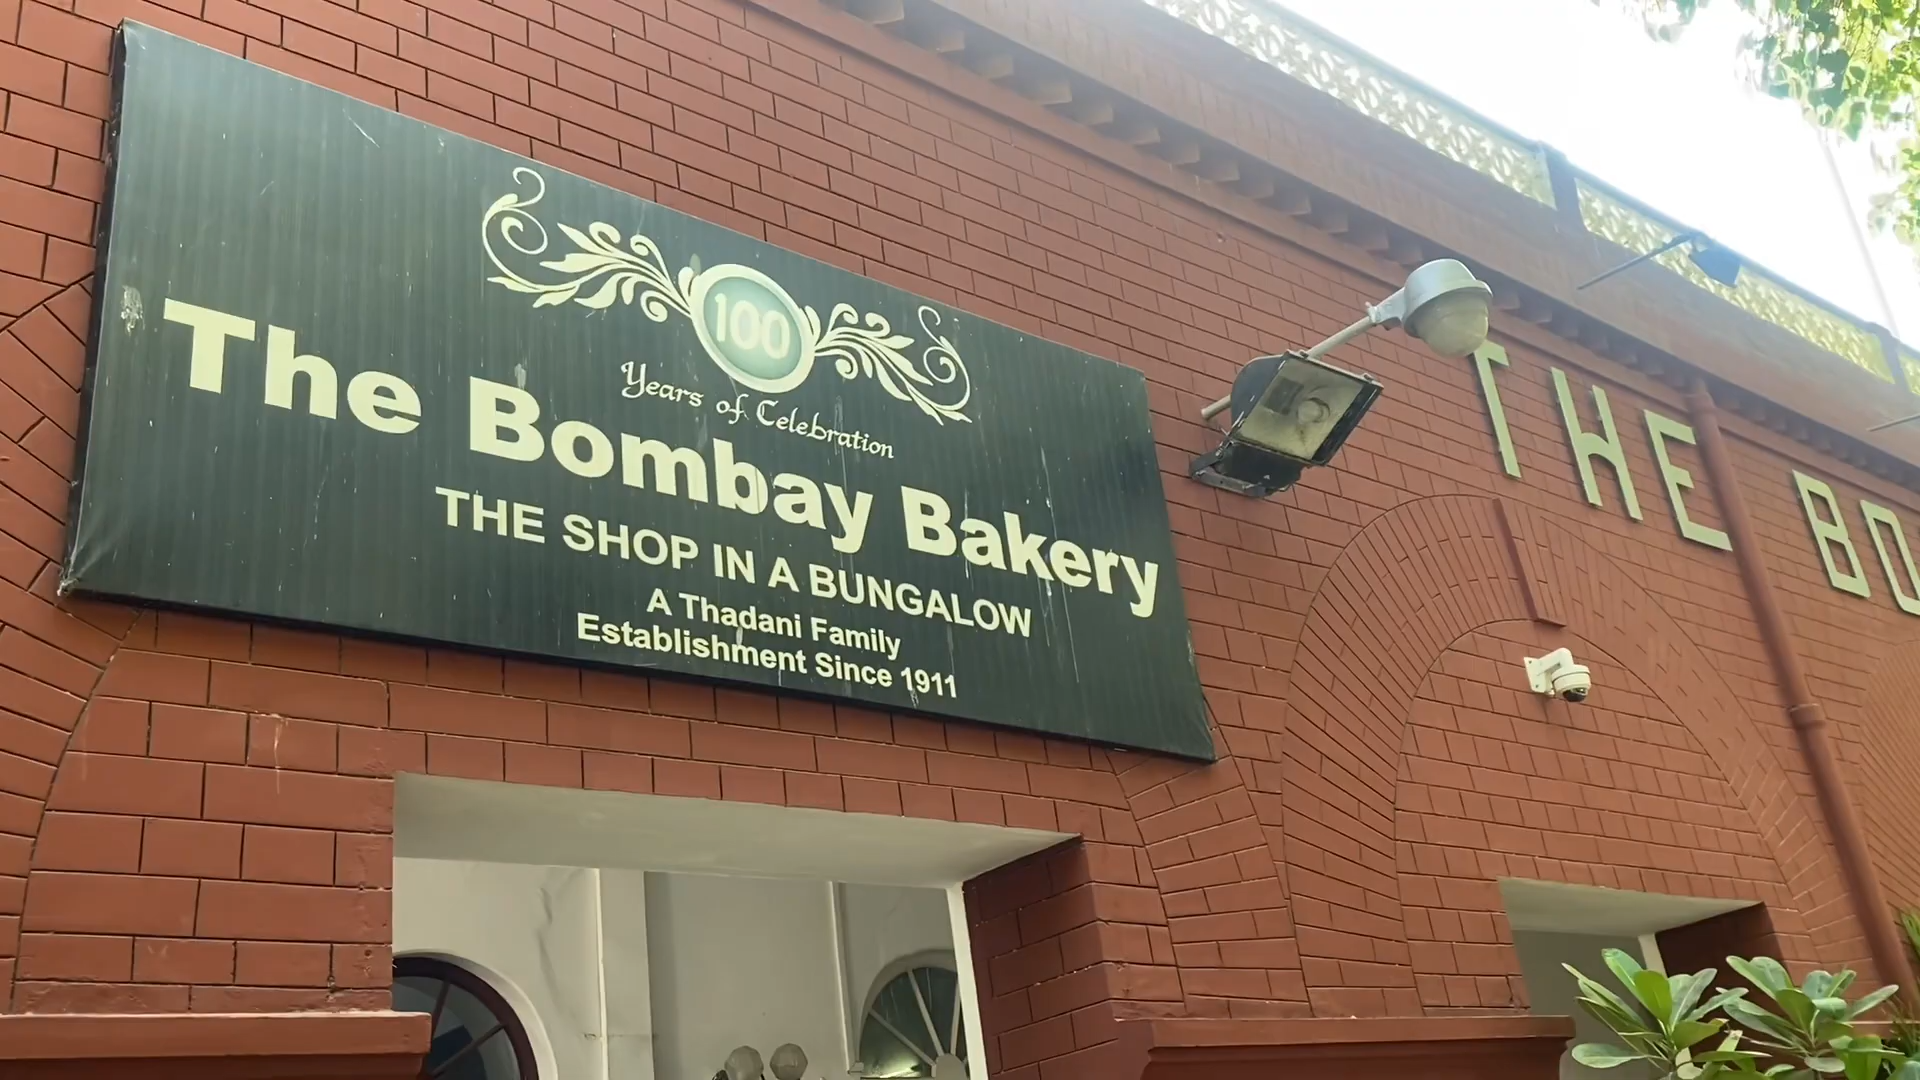 100
Years of Celebration
The Bombay Bakery
THE SHOP IN A BUNGALOW
A Thadani Family
Establishment Since 1911
THE BO